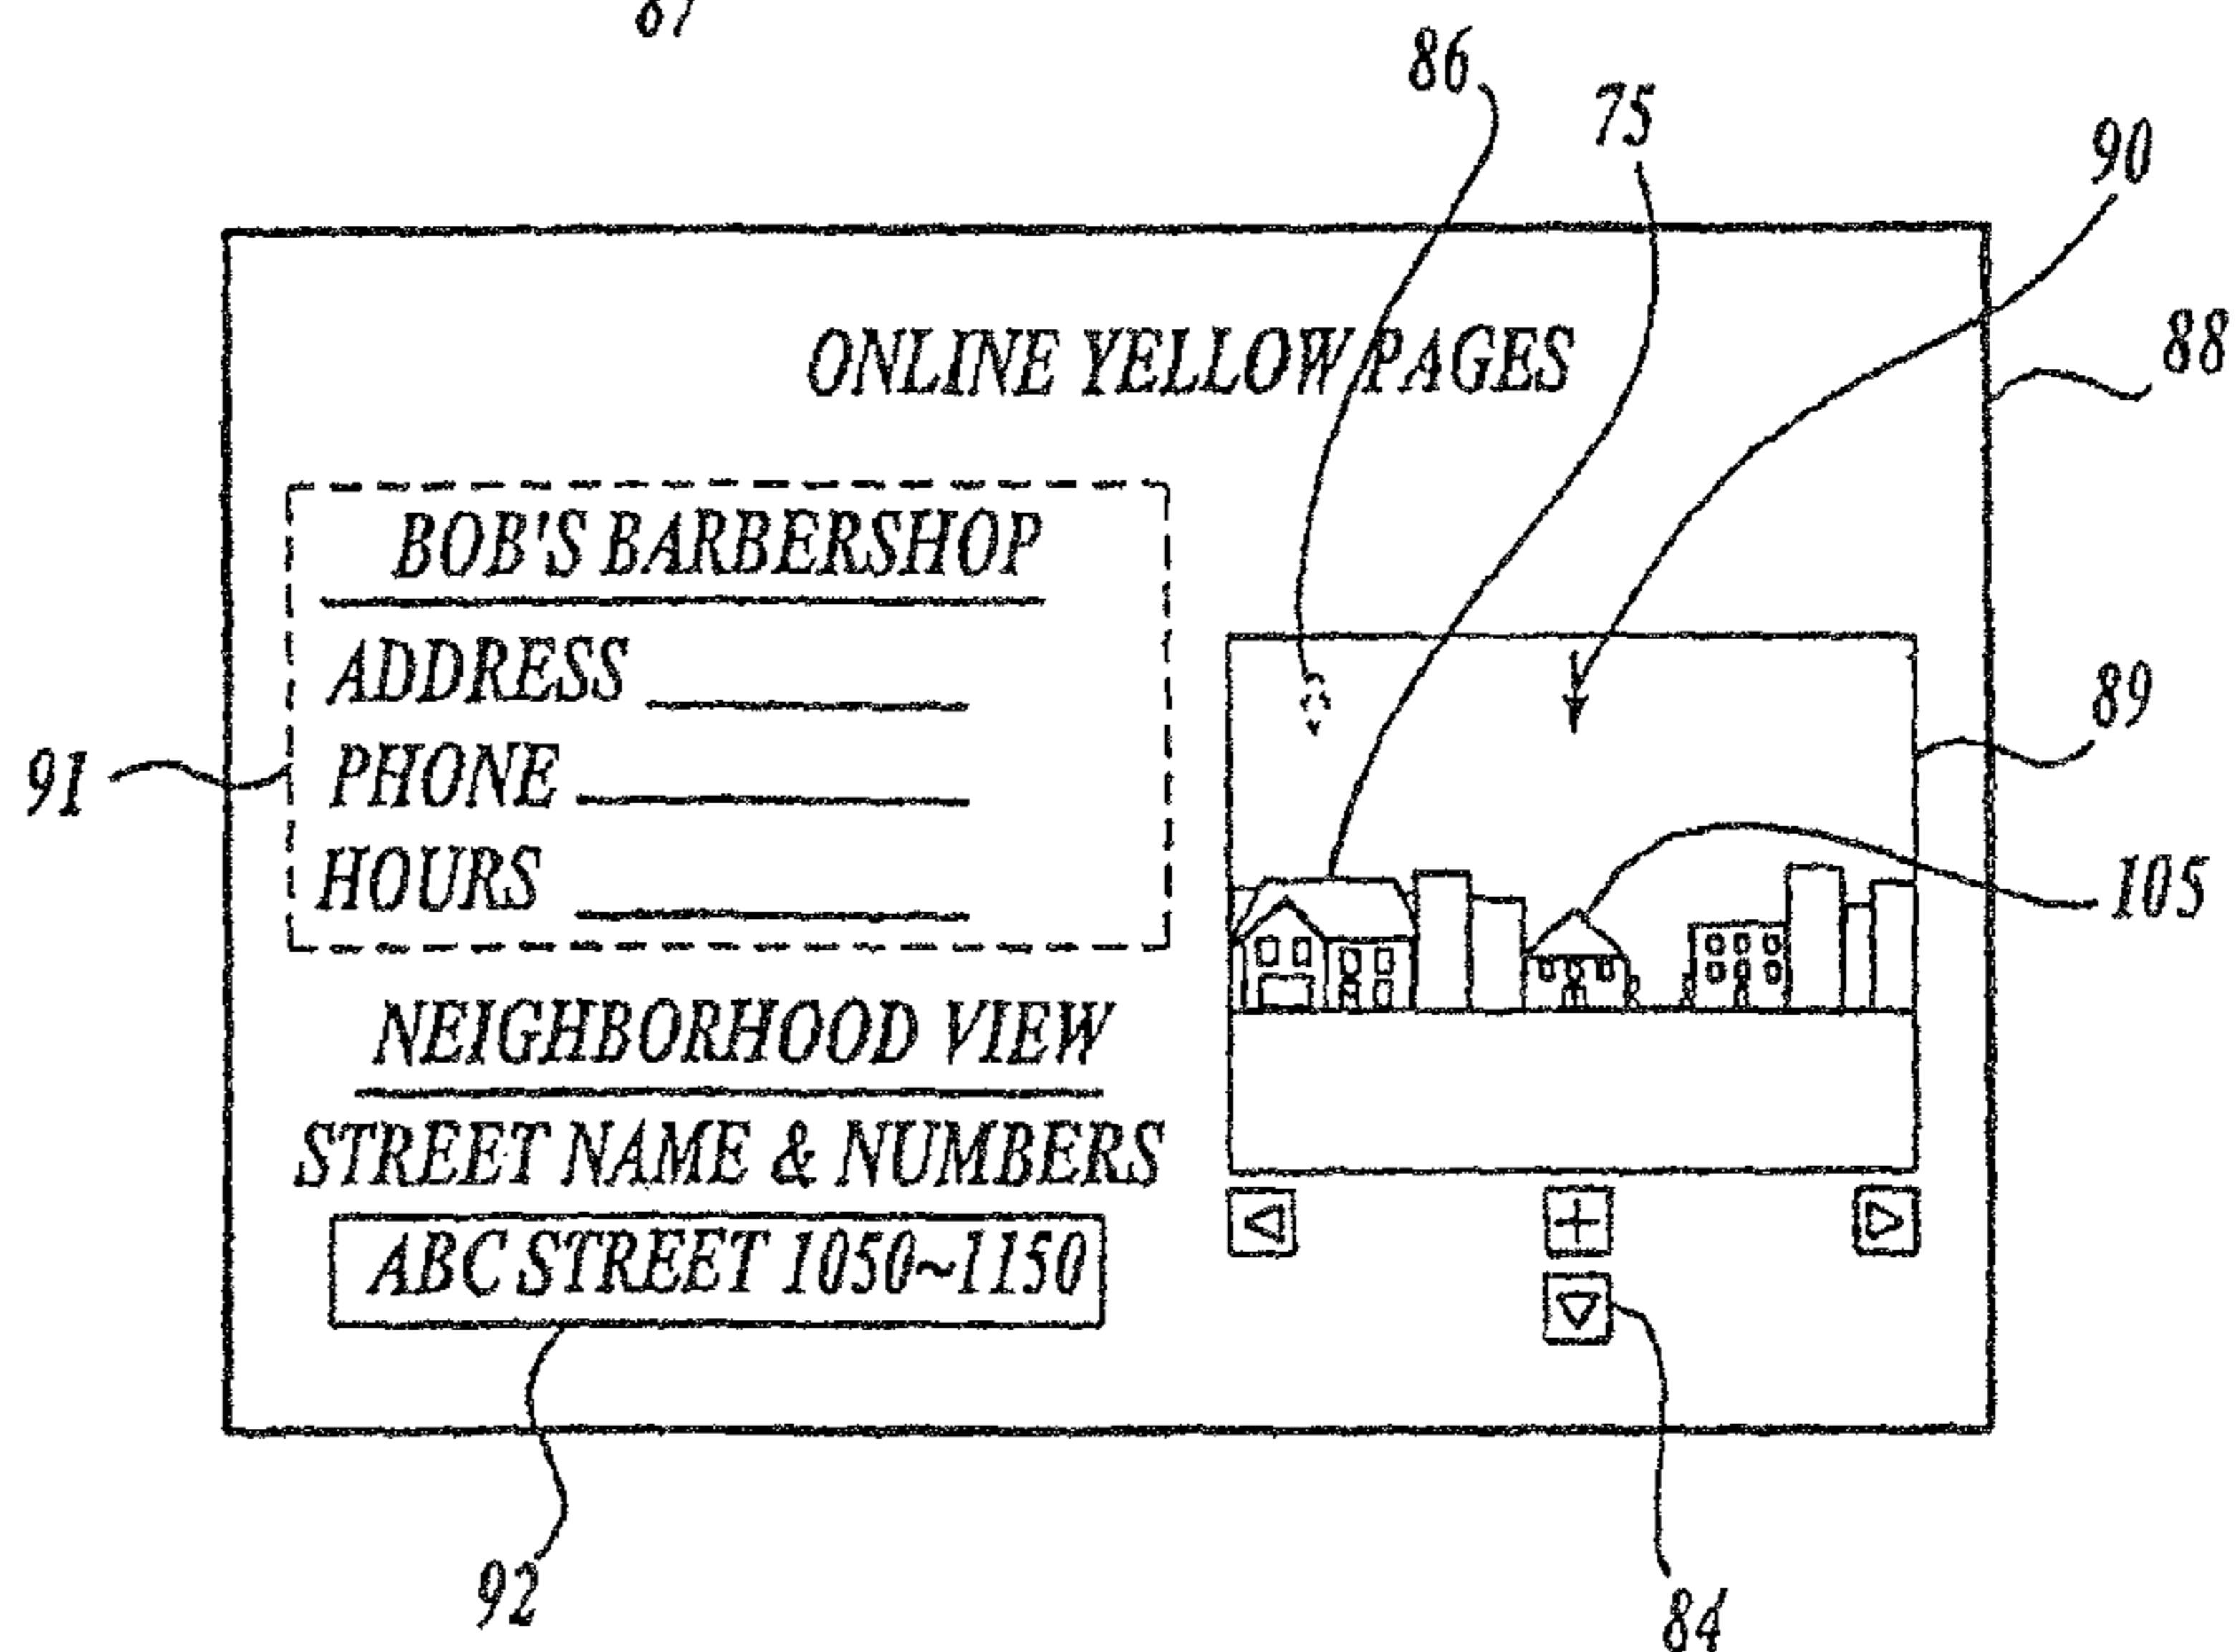 87
86
75
90
88
ONLINE YELLOW PAGES
BOB'S BARBERSHOP
ADDRESS
PHONE
HOURS
91
89
105
NEIGHBORHOOD VIEW
STREET NAME & NUMBERS
ABC STREET 1050~1150
92
84